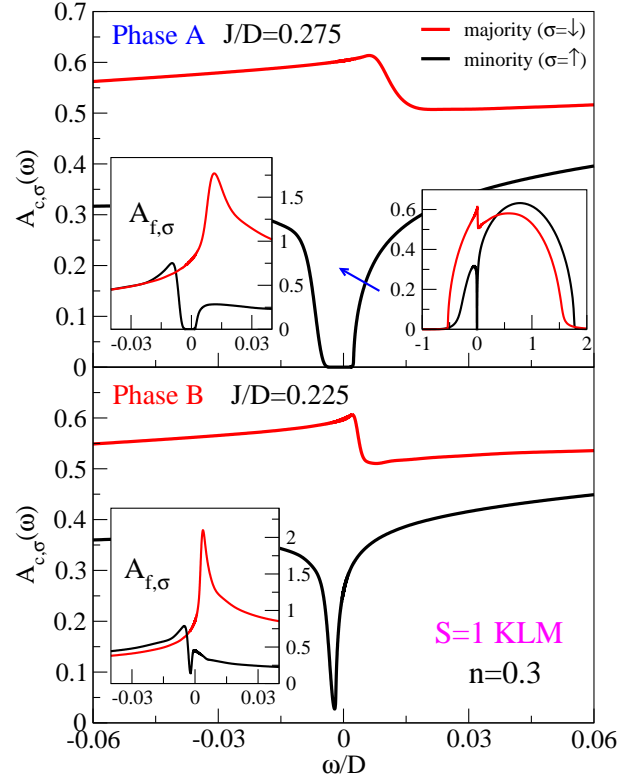 Phase A J/D=0.275
majority (σ=↓)
minority (σ=↑)
A_{c,σ}(ω)
0.7
0.6
0.5
0.4
0.3
0.2
0.1
0
A_{f,σ}
1.5
1
0.5
0
-0.03 0 0.03
0.6
0.4
0.2
0
-1 0 1 2
Phase B J/D=0.225
A_{c,σ}(ω)
0.6
0.5
0.4
0.3
0.2
0.1
0
A_{f,σ}
2
1.5
1
0.5
0
-0.03 0 0.03
S=1 KLM
n=0.3
-0.06 -0.03 0 0.03 0.06
ω/D